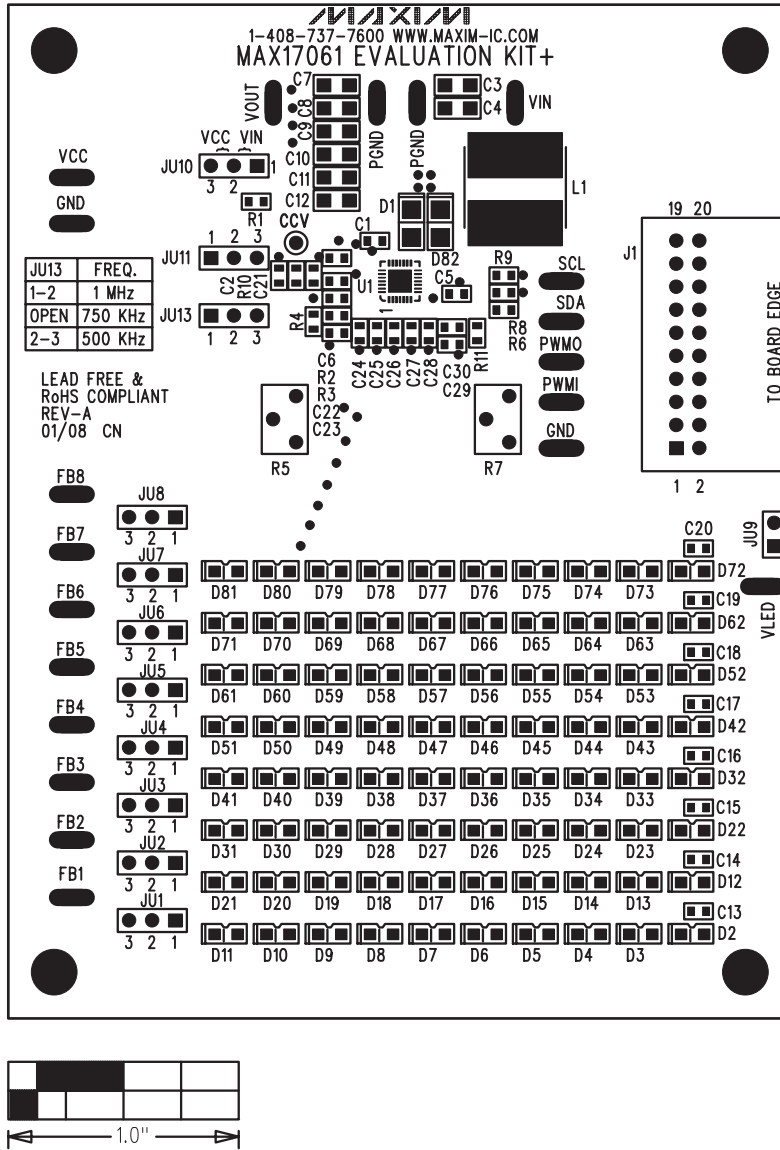 MAXIM
1-408-737-7600 WWW.MAXIM-IC.COM
MAX17061 EVALUATION KIT+
C7
C8
C9
C10
C11
C12
VOUT
PGND
PGND
C3
C4
VIN
VCC
GND
VCC VIN
JU10
1
3 2
R1
CCV
C1
D1
D82
L1
19 20
J1
TO BOARD EDGE
1 2
JU13 FREQ.
1-2 1 MHz
OPEN 750 KHz
2-3 500 KHz
JU11
1 2 3
JU13
1 2 3
C2
R10
C21
U1
1
C5
R9
R8
R6
R4
C6
R2
R3
C22
C23
C24
C25
C26
C27
C28
C30
C29
R11
SCL
SDA
PWMO
PWMI
GND
LEAD FREE &
RoHS COMPLIANT
REV-A
01/08 CN
R5
R7
FB8
JU8
3 2 1
FB7
JU7
3 2 1
FB6
JU6
3 2 1
FB5
JU5
3 2 1
FB4
JU4
3 2 1
FB3
JU3
3 2 1
FB2
JU2
3 2 1
FB1
JU1
3 2 1
C20
JU9
VLED
D81 D80 D79 D78 D77 D76 D75 D74 D73 D72
C19
D71 D70 D69 D68 D67 D66 D65 D64 D63 D62
C18
D61 D60 D59 D58 D57 D56 D55 D54 D53 D52
C17
D51 D50 D49 D48 D47 D46 D45 D44 D43 D42
C16
D41 D40 D39 D38 D37 D36 D35 D34 D33 D32
C15
D31 D30 D29 D28 D27 D26 D25 D24 D23 D22
C14
D21 D20 D19 D18 D17 D16 D15 D14 D13 D12
C13
D11 D10 D9 D8 D7 D6 D5 D4 D3 D2
1.0"